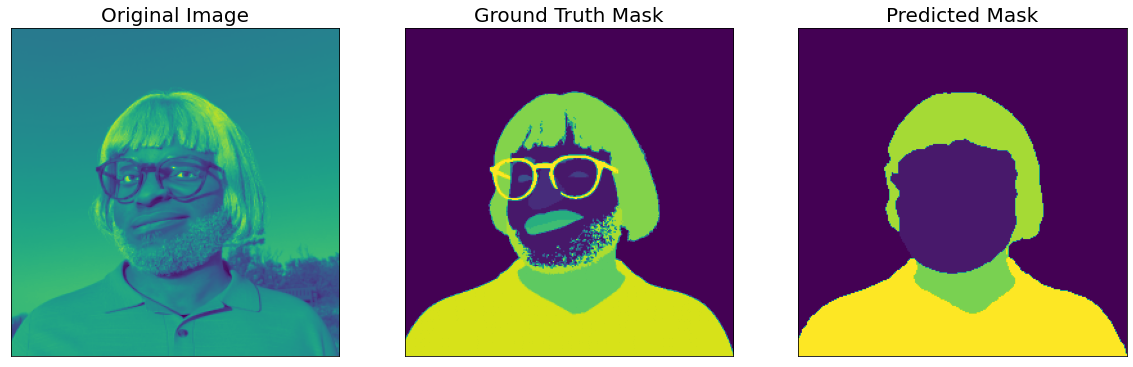 Original Image
Ground Truth Mask
Predicted Mask